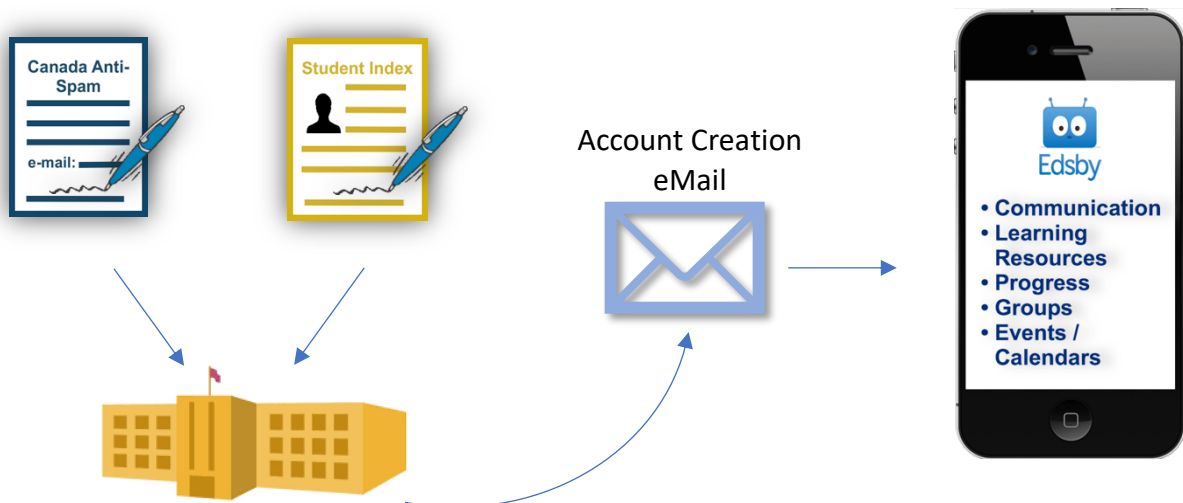 Canada Anti-
Spam
e-mail:
Student Index
Account Creation
eMail
Edsby
• Communication
• Learning
Resources
• Progress
• Groups
• Events /
Calendars